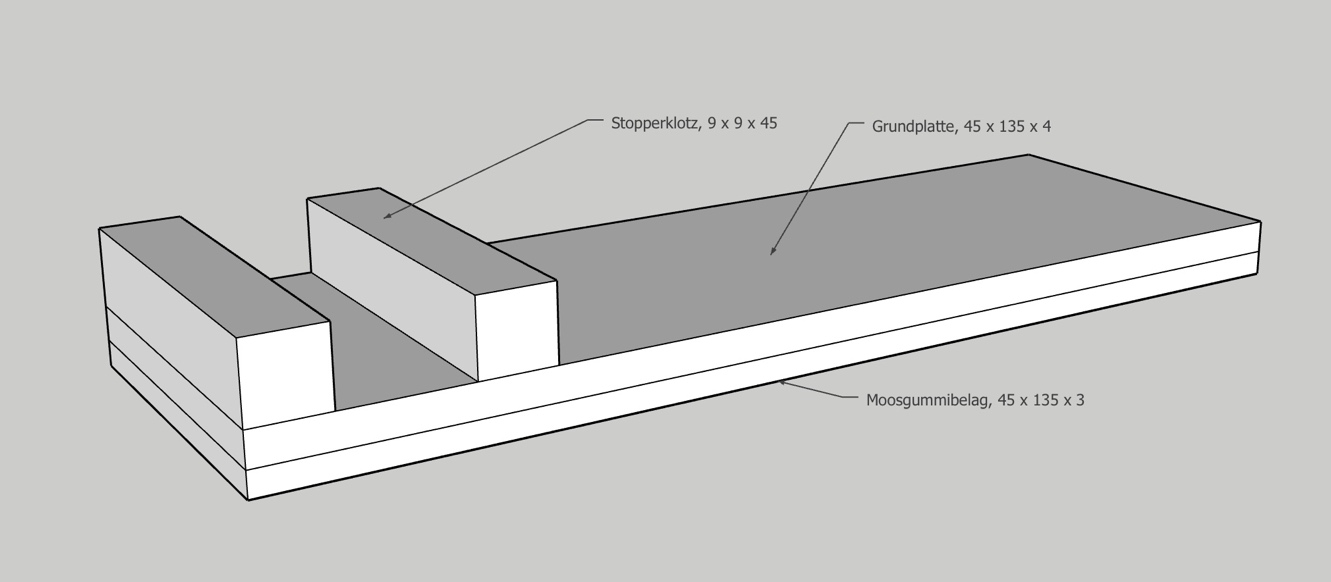 Stopperklotz, 9 x 9 x 45
Grundplatte, 45 x 135 x 4
Moosgummibelag, 45 x 135 x 3